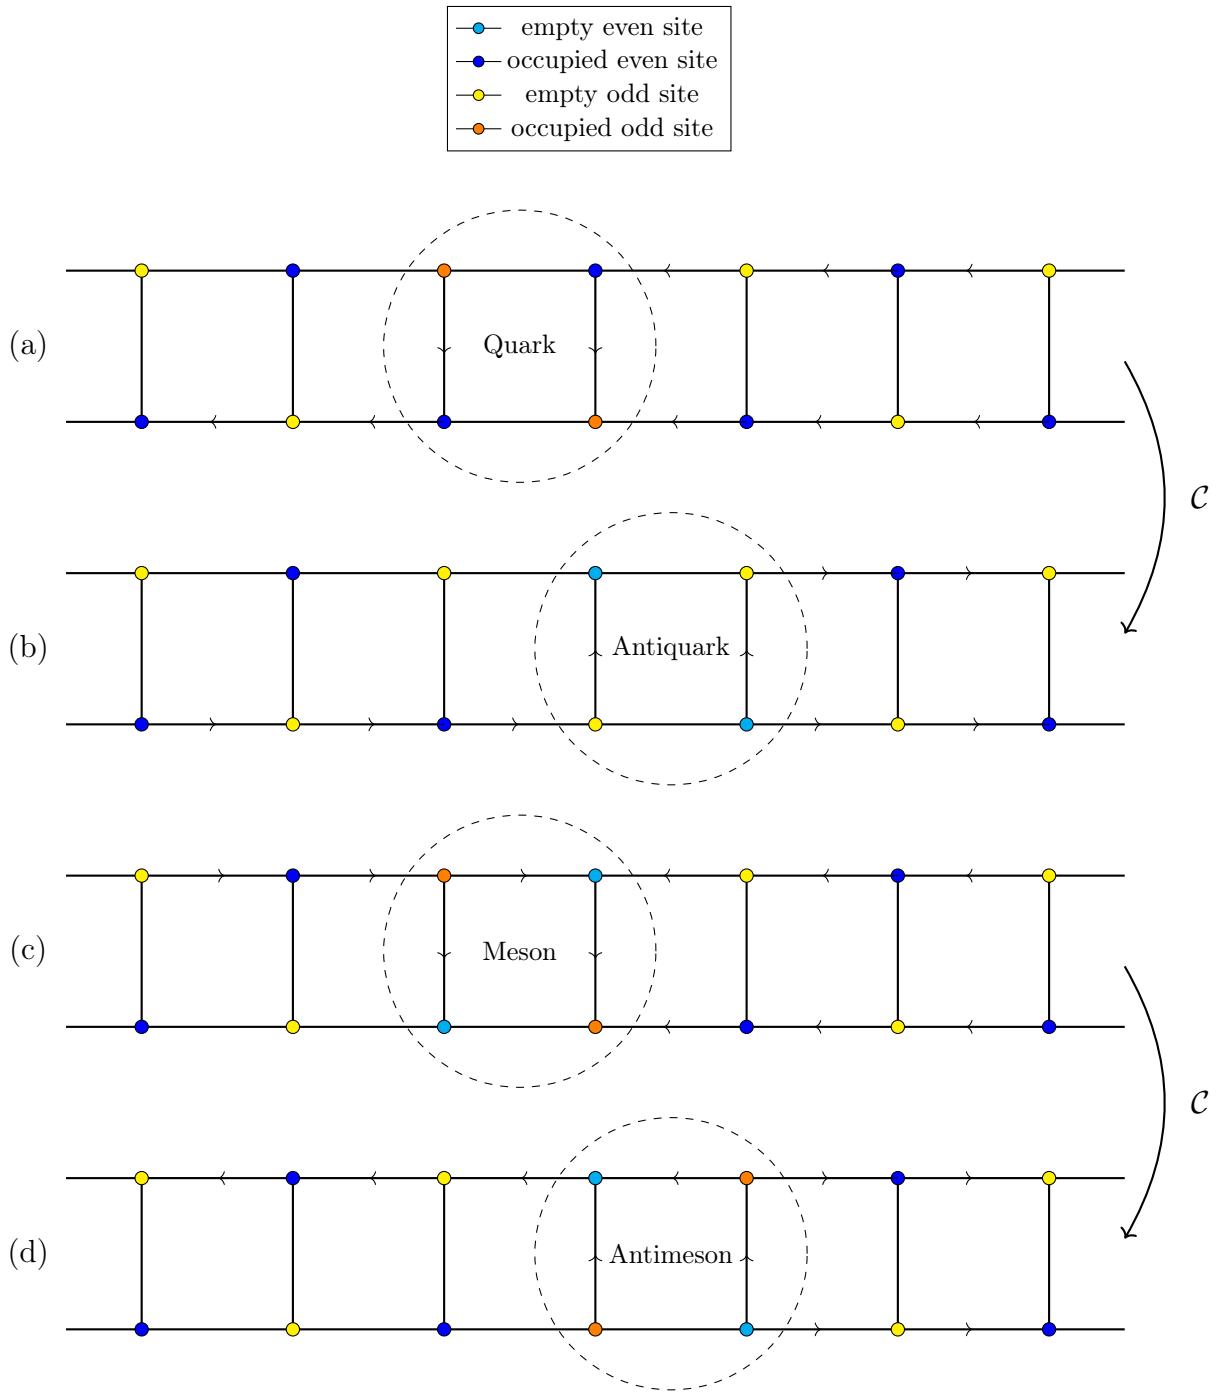 empty even site
occupied even site
empty odd site
occupied odd site
(a)
Quark
𝒞
(b)
Antiquark
(c)
Meson
𝒞
(d)
Antimeson